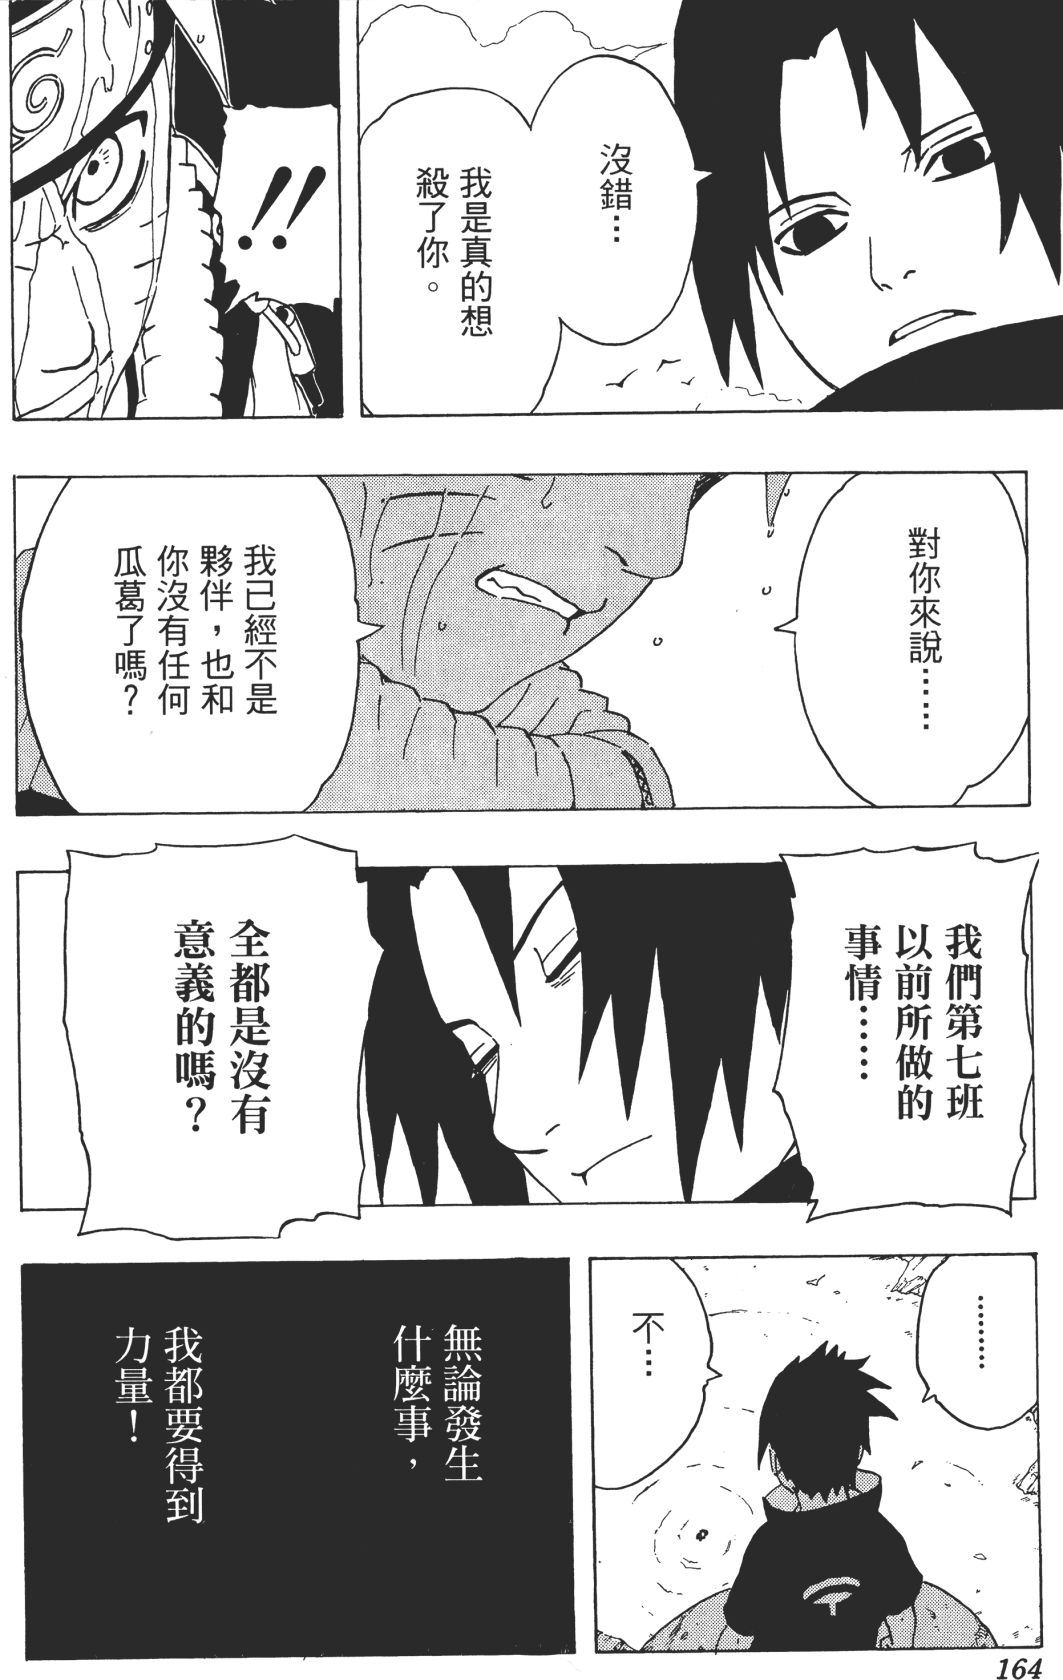 沒錯…
我是真的想
殺了你。
!!
對你來說……
我已經不是
夥伴，也和
你沒有任何
瓜葛了嗎？
我們第七班
以前所做的
事情……
全都是沒有
意義的嗎？
………
不…
無論發生
什麼事，
我都要得到
力量！
164